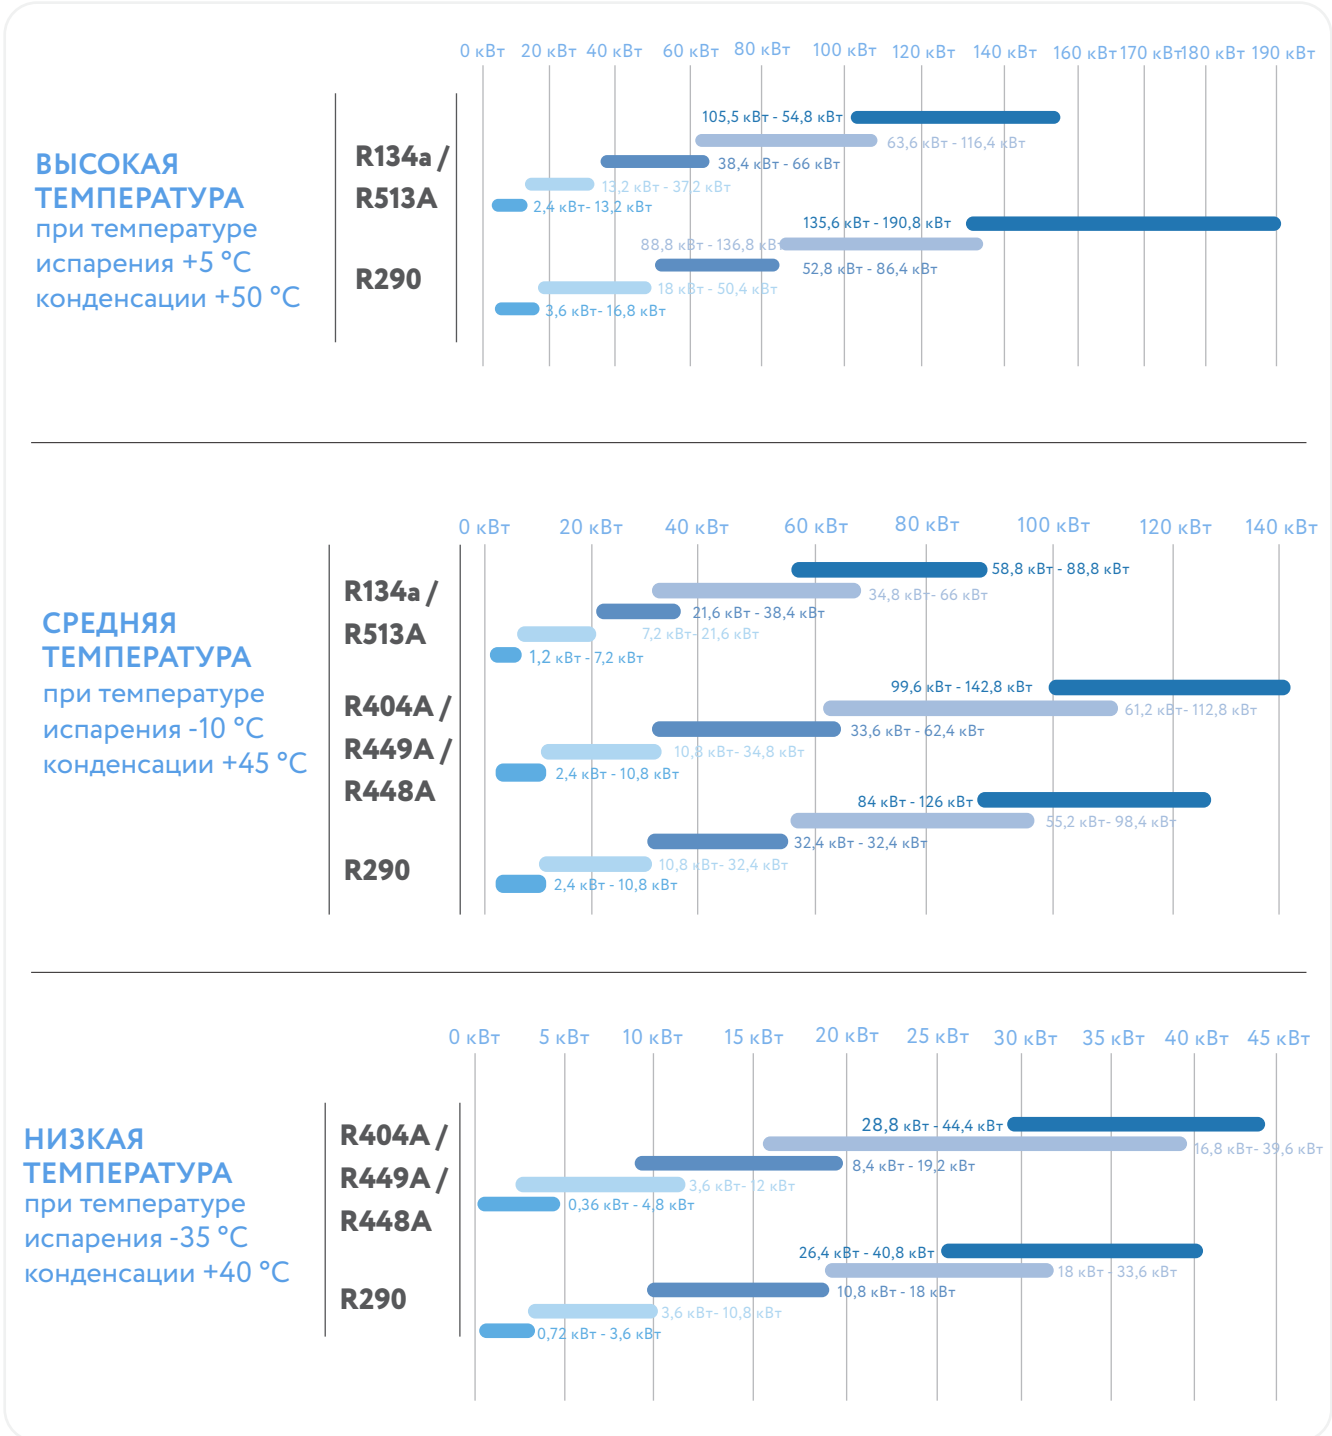 0 кВт 20 кВт 40 кВт 60 кВт 80 кВт 100 кВт 120 кВт 140 кВт 160 кВт 170 кВт 180 кВт 190 кВт
ВЫСОКАЯ
ТЕМПЕРАТУРА
при температуре
испарения +5 °C
конденсации +50 °C
R134a /
R513A
105,5 кВт - 54,8 кВт
63,6 кВт - 116,4 кВт
38,4 кВт - 66 кВт
13,2 кВт - 37,2 кВт
2,4 кВт- 13,2 кВт
R290
135,6 кВт - 190,8 кВт
88,8 кВт - 136,8 кВт
52,8 кВт - 86,4 кВт
18 кВт - 50,4 кВт
3,6 кВт- 16,8 кВт
0 кВт 20 кВт 40 кВт 60 кВт 80 кВт 100 кВт 120 кВт 140 кВт
СРЕДНЯЯ
ТЕМПЕРАТУРА
при температуре
испарения -10 °C
конденсации +45 °C
R134a /
R513A
58,8 кВт - 88,8 кВт
34,8 кВт- 66 кВт
21,6 кВт - 38,4 кВт
7,2 кВт- 21,6 кВт
1,2 кВт - 7,2 кВт
R404A /
R449A /
R448A
99,6 кВт - 142,8 кВт
61,2 кВт- 112,8 кВт
33,6 кВт - 62,4 кВт
10,8 кВт- 34,8 кВт
2,4 кВт - 10,8 кВт
R290
84 кВт - 126 кВт
55,2 кВт- 98,4 кВт
32,4 кВт - 32,4 кВт
10,8 кВт- 32,4 кВт
2,4 кВт - 10,8 кВт
0 кВт 5 кВт 10 кВт 15 кВт 20 кВт 25 кВт 30 кВт 35 кВт 40 кВт 45 кВт
НИЗКАЯ
ТЕМПЕРАТУРА
при температуре
испарения -35 °C
конденсации +40 °C
R404A /
R449A /
R448A
28,8 кВт - 44,4 кВт
16,8 кВт- 39,6 кВт
8,4 кВт - 19,2 кВт
3,6 кВт- 12 кВт
0,36 кВт - 4,8 кВт
R290
26,4 кВт - 40,8 кВт
18 кВт - 33,6 кВт
10,8 кВт - 18 кВт
3,6 кВт- 10,8 кВт
0,72 кВт - 3,6 кВт